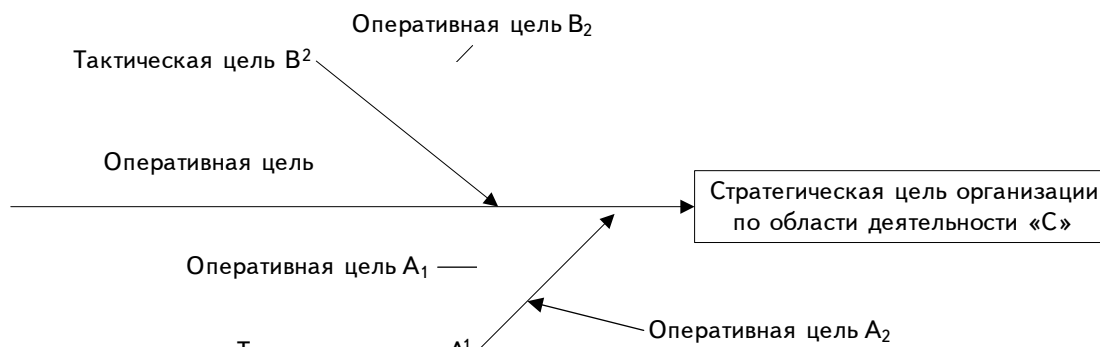 Оперативная цель B₂
Тактическая цель B²
Оперативная цель
Стратегическая цель организации
по области деятельности «С»
Оперативная цель A₁
Оперативная цель A₂
A¹